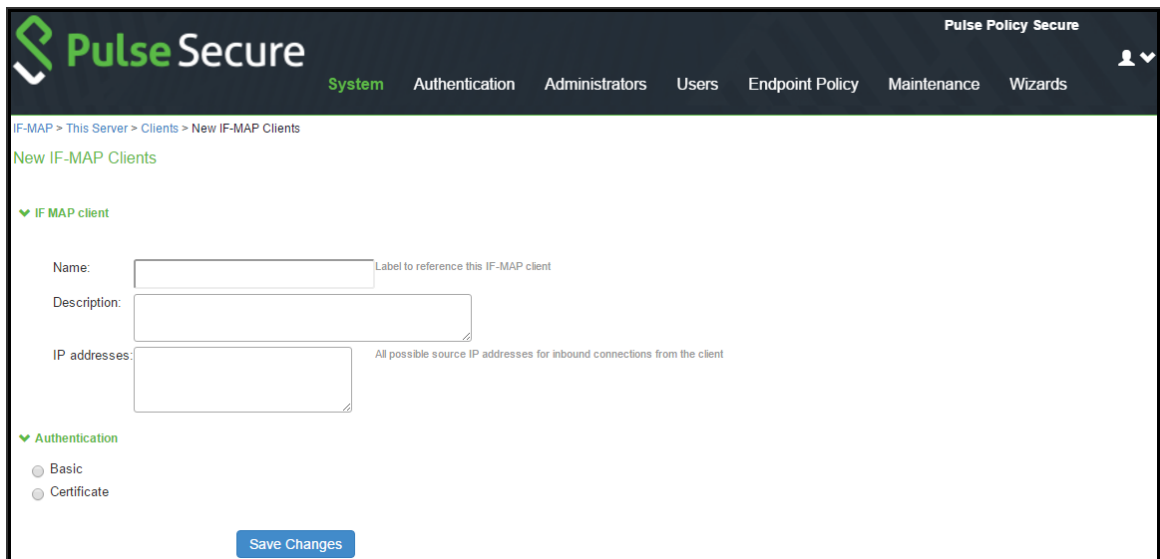 Pulse Policy Secure
Pulse Secure
System Authentication Administrators Users Endpoint Policy Maintenance Wizards
IF-MAP > This Server > Clients > New IF-MAP Clients
New IF-MAP Clients
IF MAP client
Name: Label to reference this IF-MAP client
Description:
IP addresses: All possible source IP addresses for inbound connections from the client
Authentication
Basic
Certificate
Save Changes